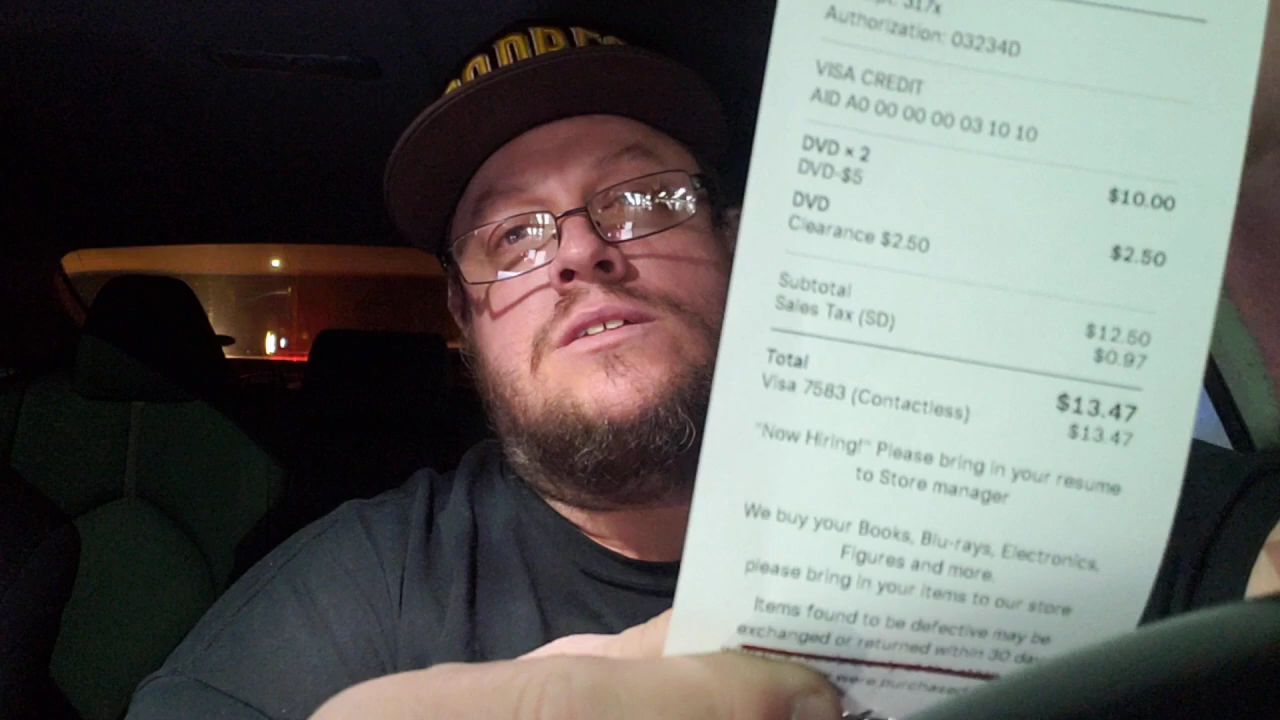 PADRES
317x
Authorization: 03234D
VISA CREDIT
AID A0 00 00 00 03 10 10
DVD × 2
DVD-$5 $10.00
DVD
Clearance $2.50 $2.50
Subtotal $12.50
Sales Tax (SD) $0.97
Total $13.47
Visa 7583 (Contactless) $13.47
"Now Hiring!" Please bring in your resume
to Store manager
We buy your Books, Blu-rays, Electronics,
Figures and more.
please bring in your items to our store
Items found to be defective may be
exchanged or returned within 30
were purchased